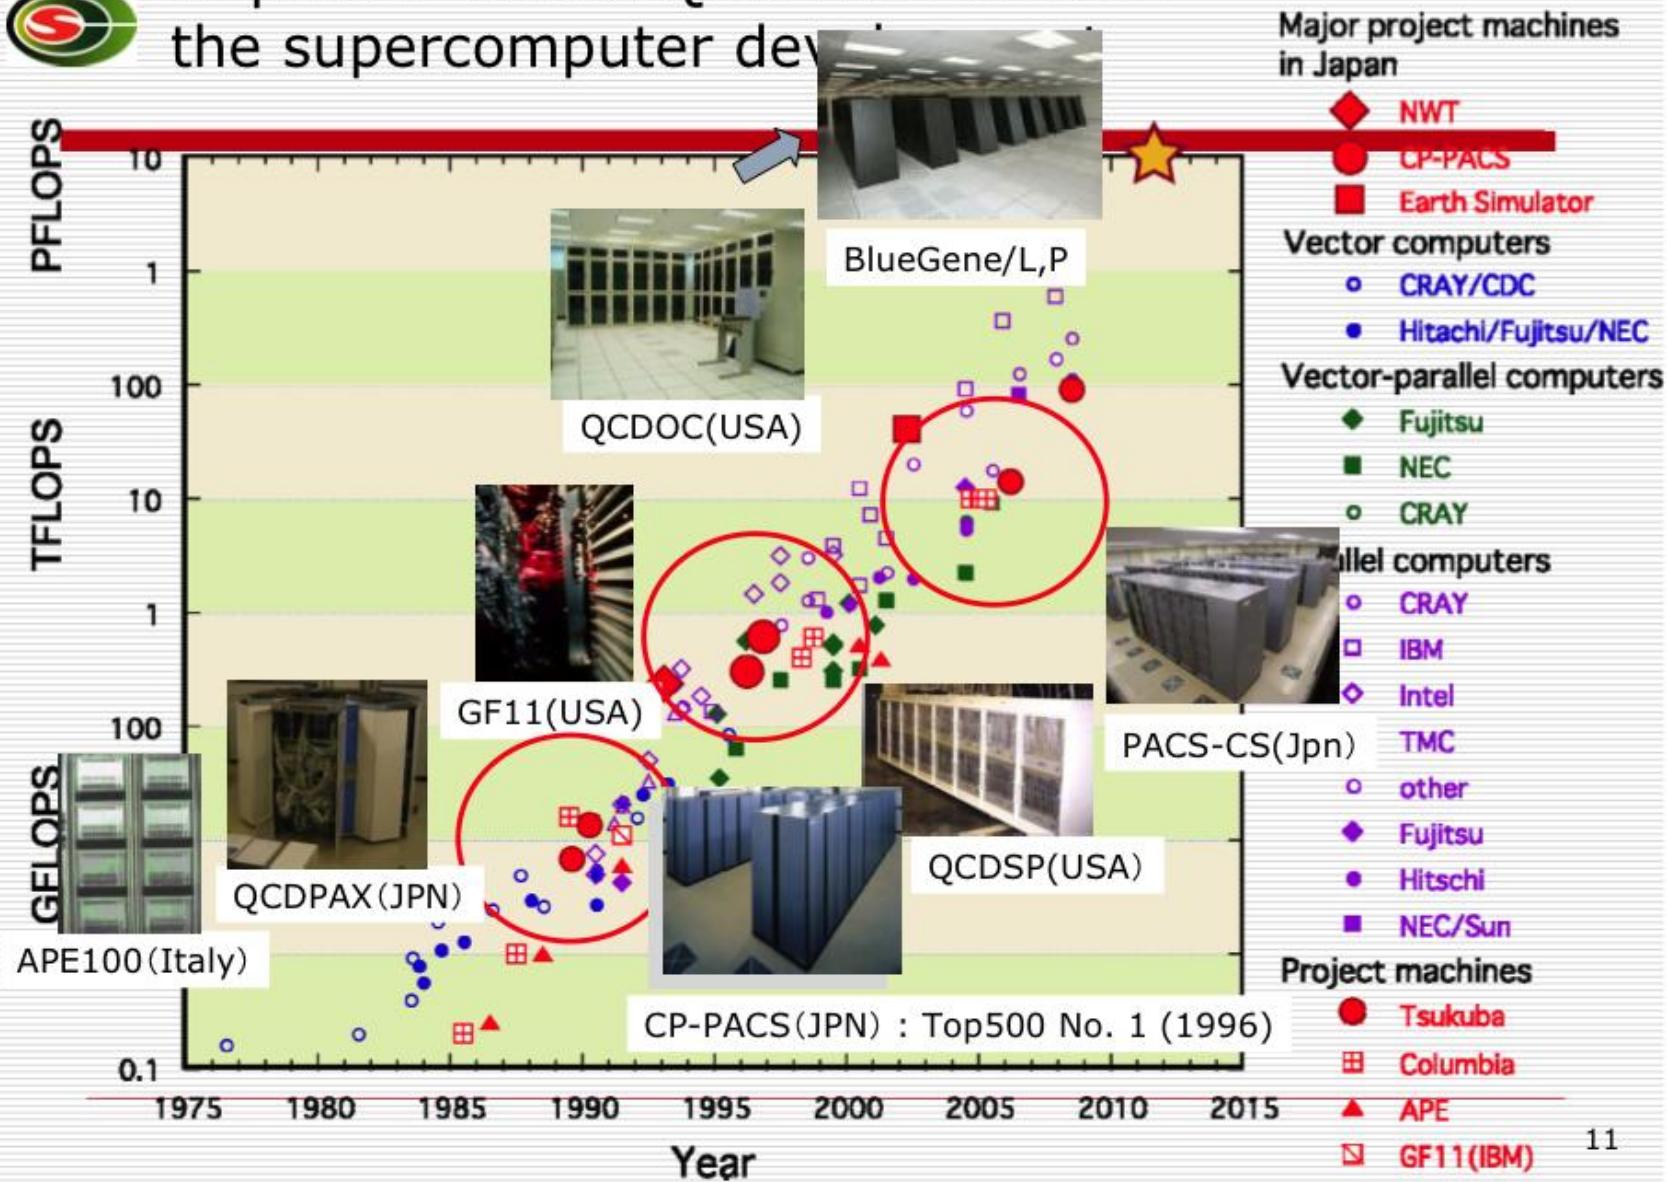 the supercomputer
PFLOPS
TFLOPS
GFLOPS
10
1
100
10
1
100
0.1
1975
1980
1985
1990
1995
2000
2005
2010
2015
Year
BlueGene/L,P
QCDOC(USA)
GF11(USA)
QCDPAX(JPN)
APE100(Italy)
PACS-CS(Jpn)
QCDSP(USA)
CP-PACS(JPN) : Top500 No. 1 (1996)
Major project machines
in Japan
NWT
CP-PACS
Earth Simulator
Vector computers
CRAY/CDC
Hitachi/Fujitsu/NEC
Vector-parallel computers
Fujitsu
NEC
CRAY
computers
CRAY
IBM
Intel
TMC
other
Fujitsu
Hitschi
NEC/Sun
Project machines
Tsukuba
Columbia
APE
GF11(IBM)
11